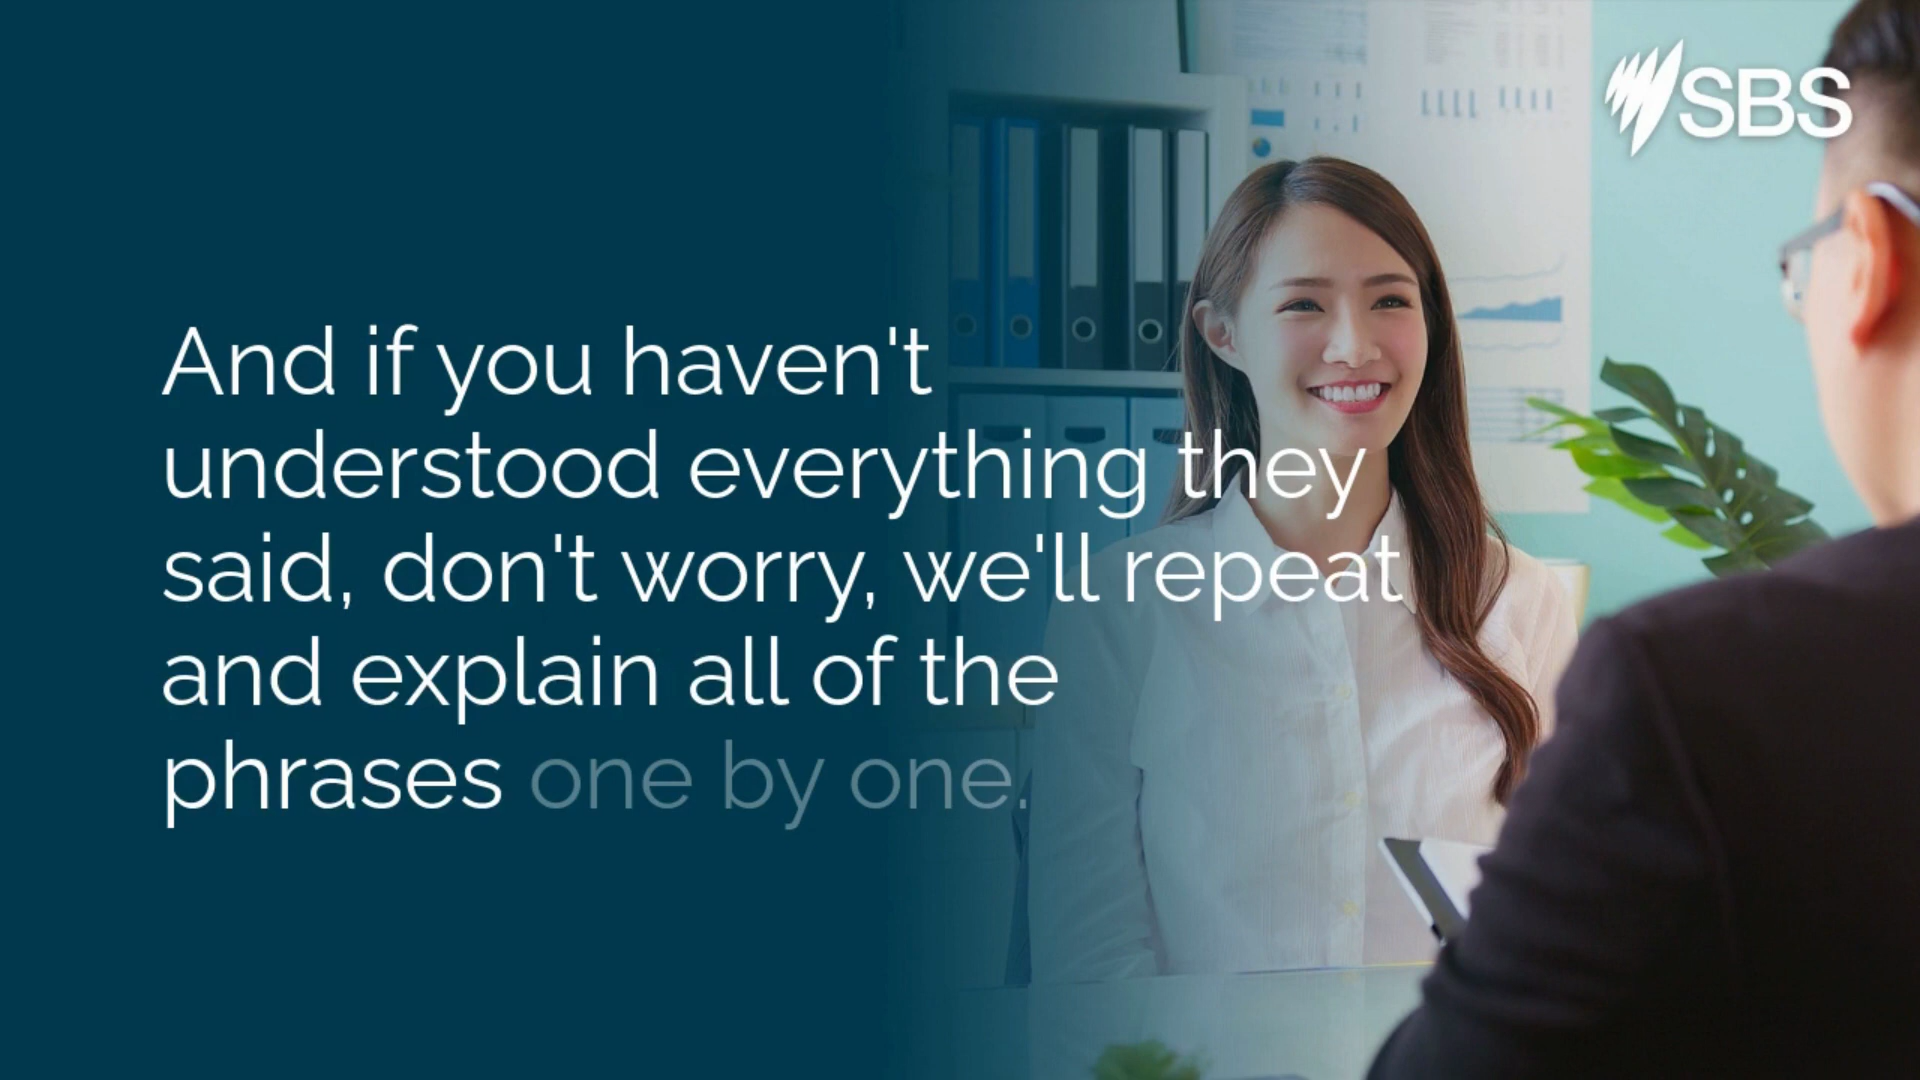 SBS
And if you haven't
understood everything they
said, don't worry, we'll repeat
and explain all of the
phrases one by one.